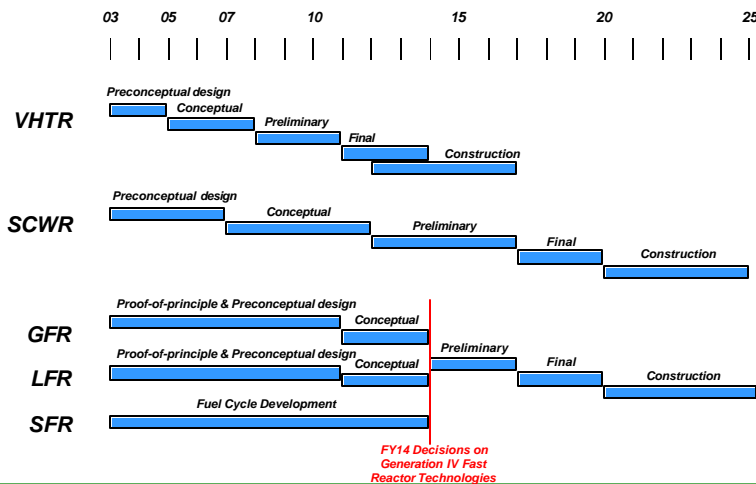 03 05 07 10 15 20 25
Preconceptual design
VHTR
Conceptual
Preliminary
Final
Construction
Preconceptual design
SCWR
Conceptual
Preliminary
Final
Construction
Proof-of-principle & Preconceptual design
GFR
Conceptual
Preliminary
Proof-of-principle & Preconceptual design
LFR
Conceptual
Final
Construction
Fuel Cycle Development
SFR
FY14 Decisions on
Generation IV Fast
Reactor Technologies